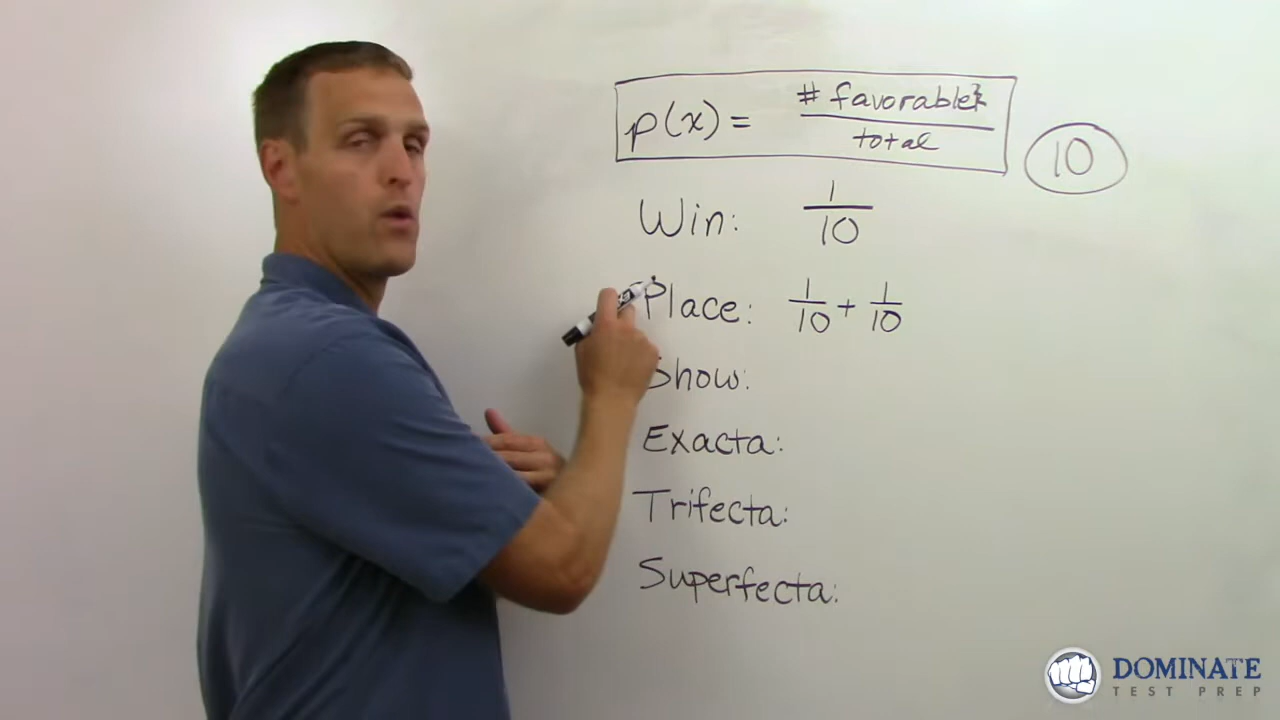 p(x) = # favorable / total
10
Win: 1/10
Place: 1/10 + 1/10
Show:
Exacta:
Trifecta:
Superfecta:
DOMINATE
TEST PREP